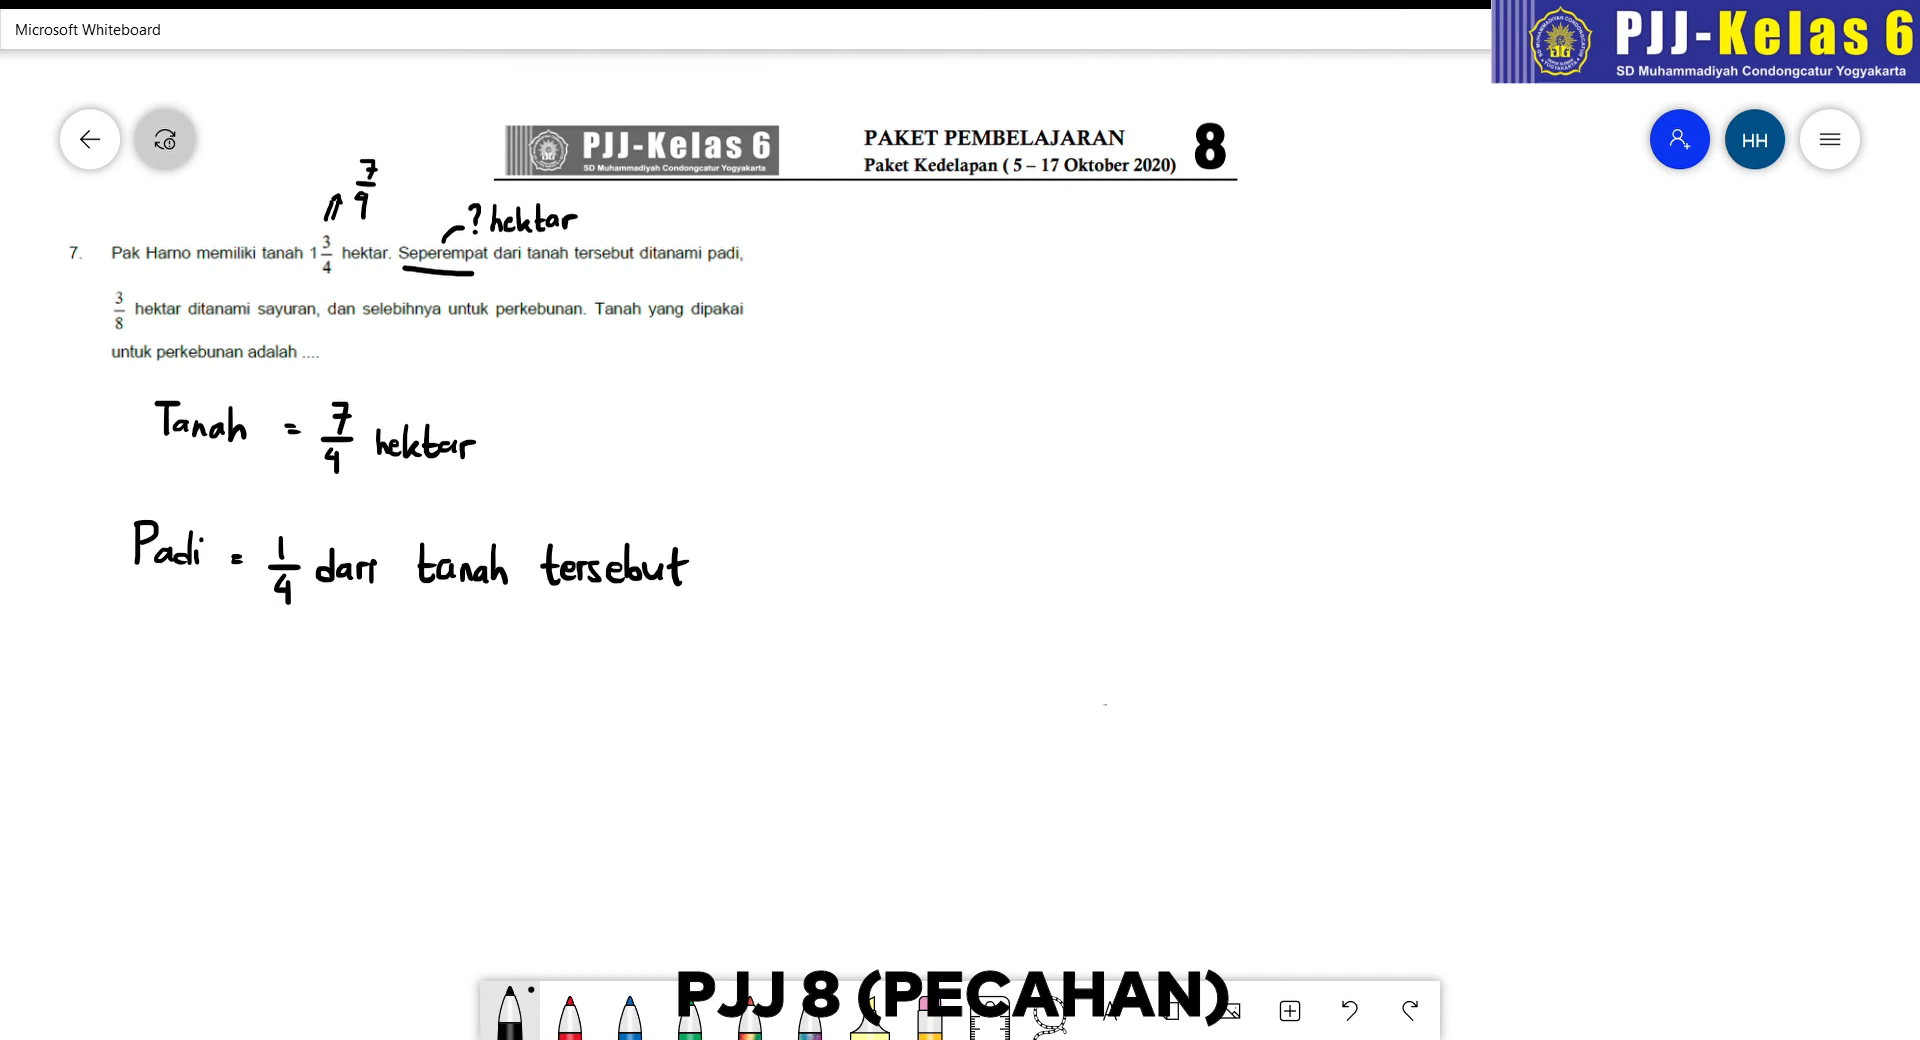 Microsoft Whiteboard
PJJ-Kelas 6
SD Muhammadiyah Condongcatur Yogyakarta
HH
PJJ-Kelas 6
SD Muhammadiyah Condongcatur Yogyakarta
PAKET PEMBELAJARAN
Paket Kedelapan ( 5 – 17 Oktober 2020)
8
7/4
? hektar
7. Pak Harno memiliki tanah 1 3/4 hektar. Seperempat dari tanah tersebut ditanami padi,
3/8 hektar ditanami sayuran, dan selebihnya untuk perkebunan. Tanah yang dipakai
untuk perkebunan adalah ....
Tanah = 7/4 hektar
Padi = 1/4 dari tanah tersebut
PJJ 8 (PECAHAN)